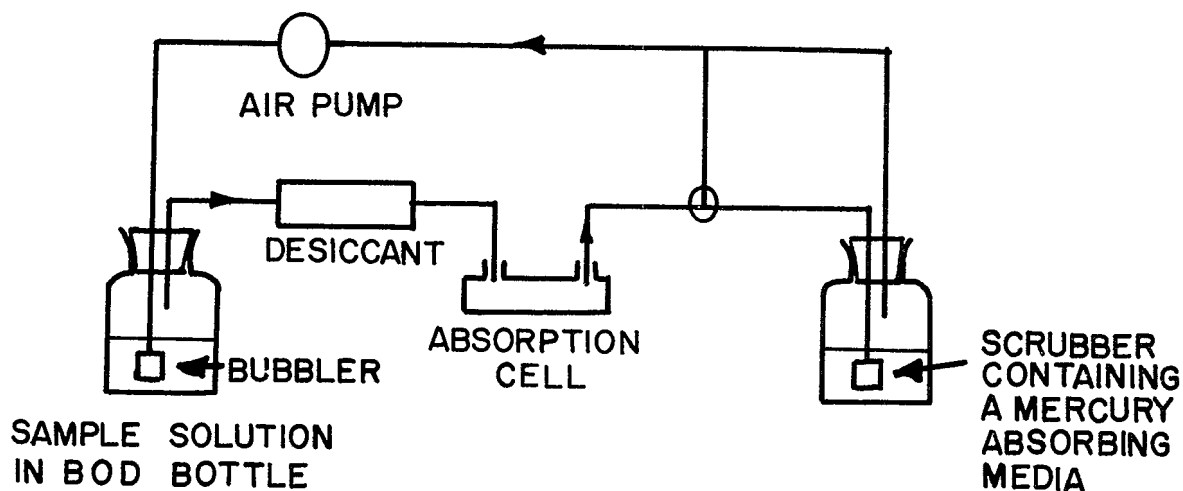 AIR PUMP
DESICCANT
ABSORPTION
CELL
BUBBLER
SAMPLE SOLUTION
IN BOD BOTTLE
SCRUBBER
CONTAINING
A MERCURY
ABSORBING
MEDIA